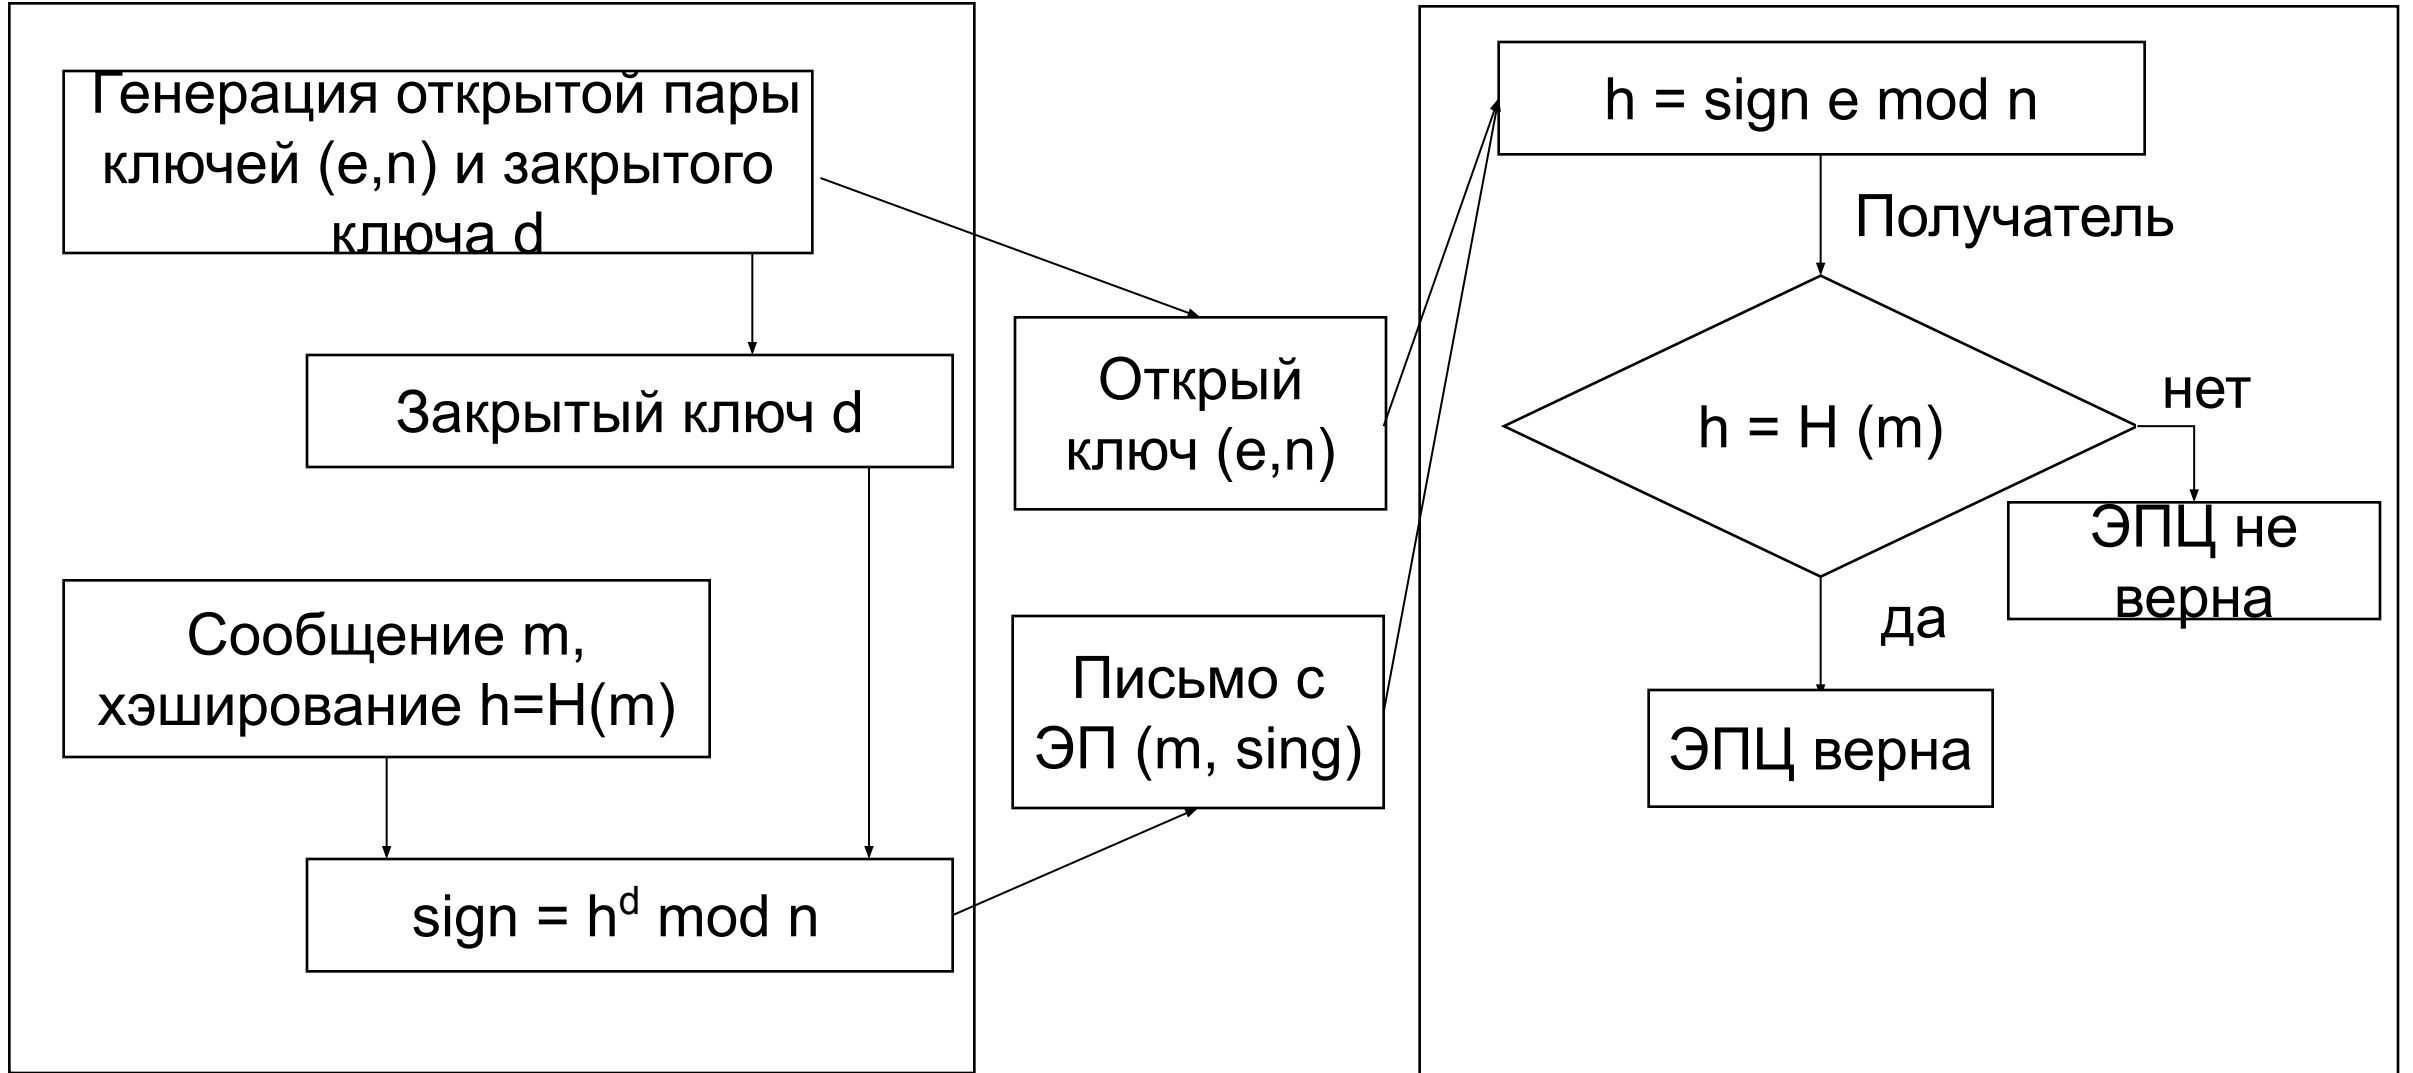 Генерация открытой пары
ключей (e,n) и закрытого
ключа d
Закрытый ключ d
Сообщение m,
хэширование h=H(m)
sign = hᵈ mod n
Открый
ключ (e,n)
Письмо с
ЭП (m, sing)
h = sign e mod n
Получатель
h = H (m)
нет
ЭПЦ не
верна
да
ЭПЦ верна